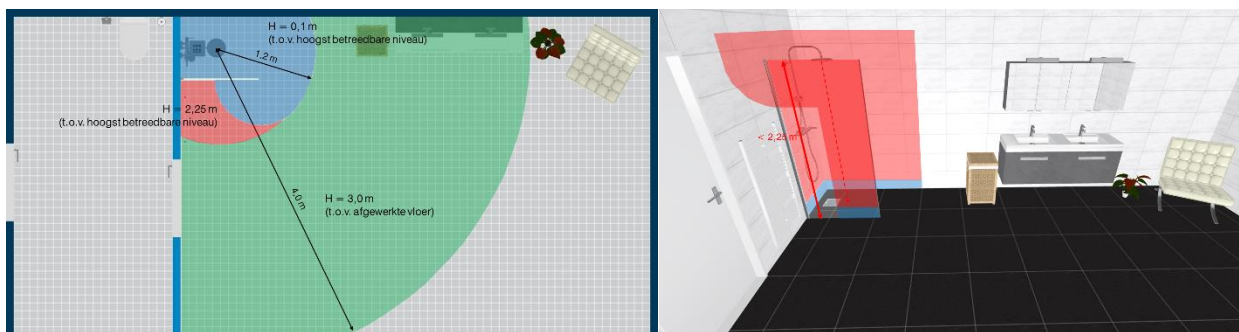 H = 0,1 m
(t.o.v. hoogst betreedbare niveau)
1.2 m
H = 2,25 m
(t.o.v. hoogst betreedbare niveau)
4.0 m
H = 3,0 m
(t.o.v. afgewerkte vloer)
< 2,25 m